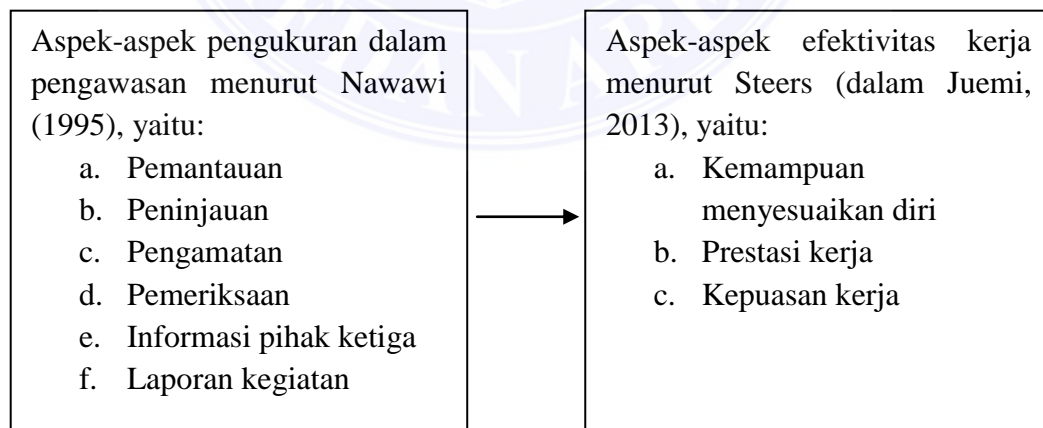 Aspek-aspek pengukuran dalam
pengawasan menurut Nawawi
(1995), yaitu:
a. Pemantauan
b. Peninjauan
c. Pengamatan
d. Pemeriksaan
e. Informasi pihak ketiga
f. Laporan kegiatan
Aspek-aspek efektivitas kerja
menurut Steers (dalam Juemi,
2013), yaitu:
a. Kemampuan
menyesuaikan diri
b. Prestasi kerja
c. Kepuasan kerja